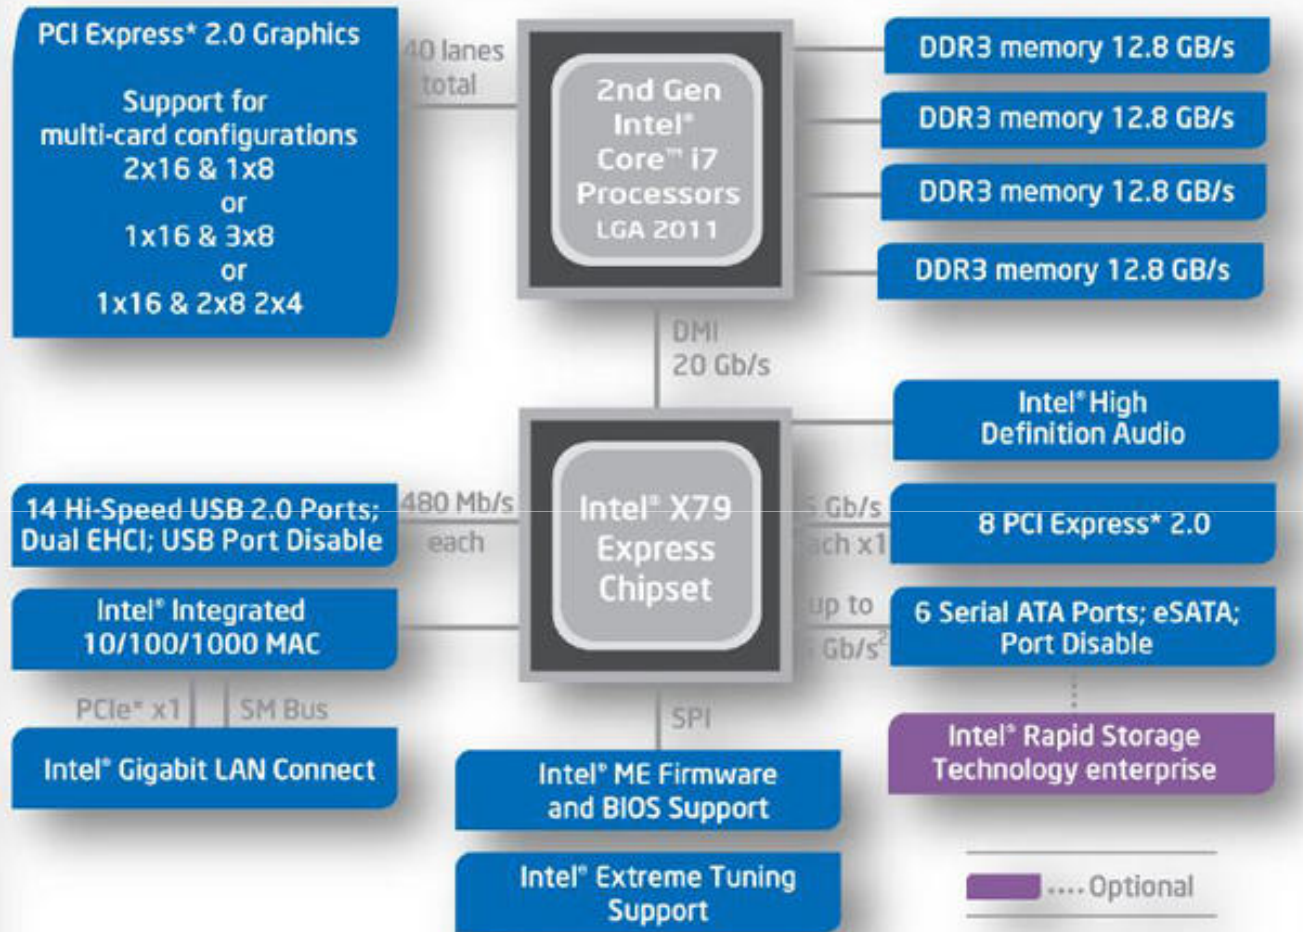 PCI Express* 2.0 Graphics
Support for
multi-card configurations
2x16 & 1x8
or
1x16 & 3x8
or
1x16 & 2x8 2x4
40 lanes
total
2nd Gen
Intel®
Core™ i7
Processors
LGA 2011
DDR3 memory 12.8 GB/s
DDR3 memory 12.8 GB/s
DDR3 memory 12.8 GB/s
DDR3 memory 12.8 GB/s
DMI
20 Gb/s
Intel® High
Definition Audio
14 Hi-Speed USB 2.0 Ports;
Dual EHCI; USB Port Disable
480 Mb/s
each
Intel® X79
Express
Chipset
Gb/s
x1
8 PCI Express* 2.0
Intel® Integrated
10/100/1000 MAC
up to
Gb/s²
6 Serial ATA Ports; eSATA;
Port Disable
PCIe* x1
SM Bus
SPI
Intel® Gigabit LAN Connect
Intel® ME Firmware
and BIOS Support
Intel® Rapid Storage
Technology enterprise
Intel® Extreme Tuning
Support
Optional